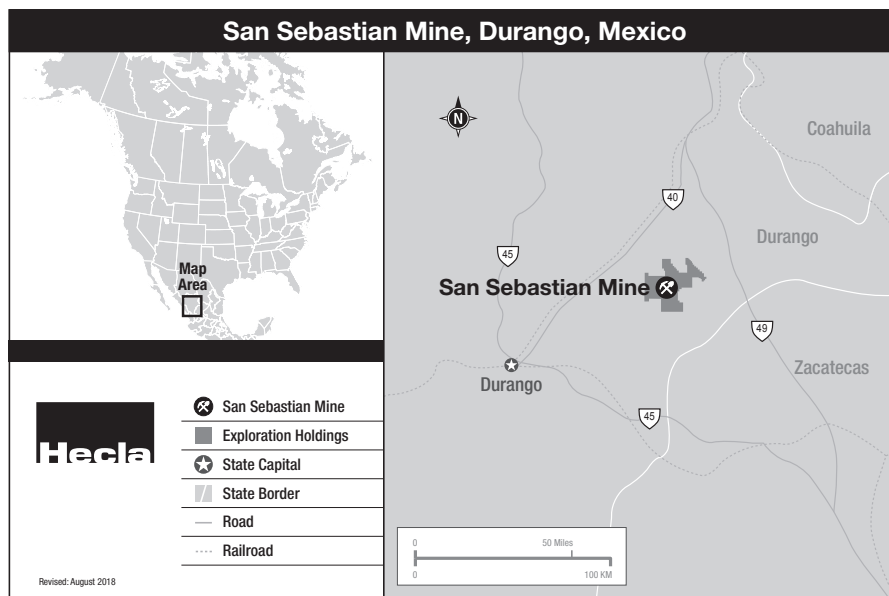 San Sebastian Mine, Durango, Mexico
Map
Area
N
Coahuila
40
Durango
45
San Sebastian Mine
49
Zacatecas
Durango
45
Hecla
San Sebastian Mine
Exploration Holdings
State Capital
State Border
Road
Railroad
0 50 Miles
0 100 KM
Revised: August 2018